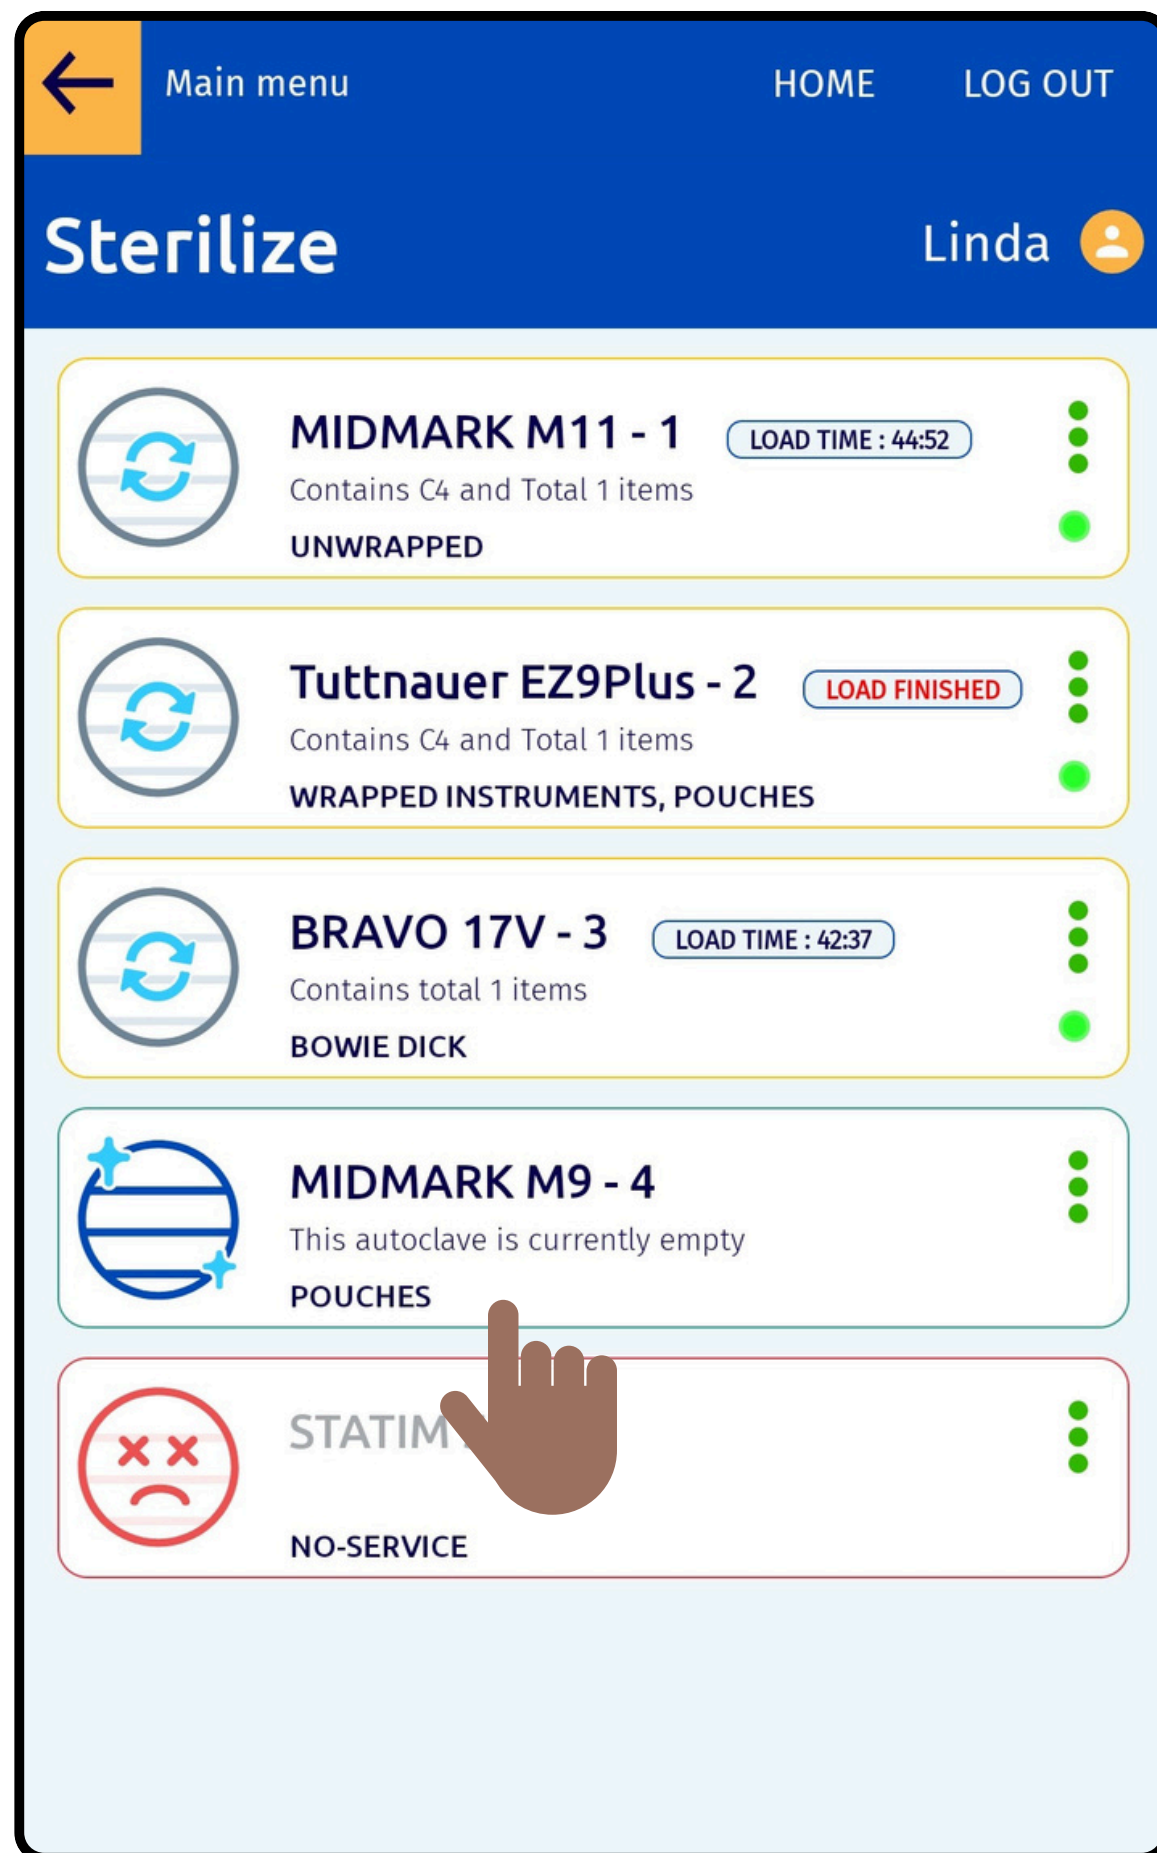 Main menu HOME LOG OUT
Sterilize Linda
MIDMARK M11 - 1 LOAD TIME : 44:52
Contains C4 and Total 1 items
UNWRAPPED
Tuttnauer EZ9Plus - 2 LOAD FINISHED
Contains C4 and Total 1 items
WRAPPED INSTRUMENTS, POUCHES
BRAVO 17V - 3 LOAD TIME : 42:37
Contains total 1 items
BOWIE DICK
MIDMARK M9 - 4
This autoclave is currently empty
POUCHES
STATIM
NO-SERVICE